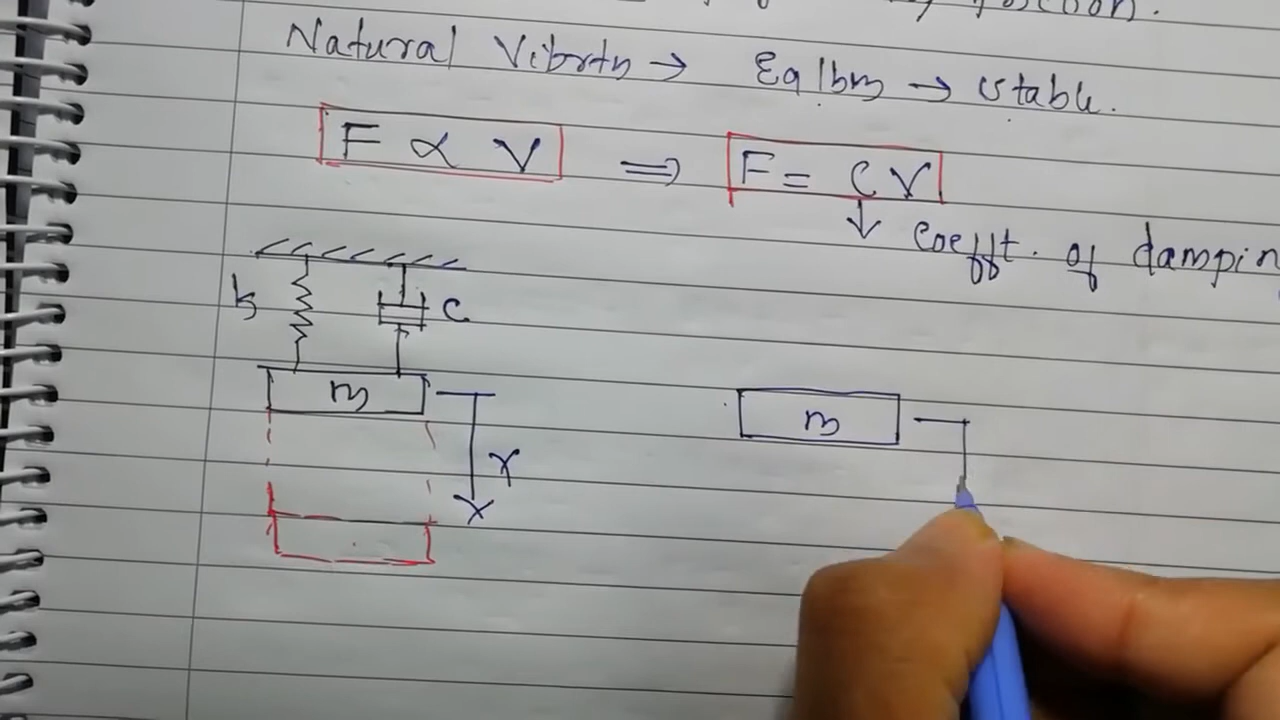 Natural Vibrtn → Eqlbm → stable.
F ∝ V ⇒ F = CV
↓ Coefft. of dampin
k C
m m
x